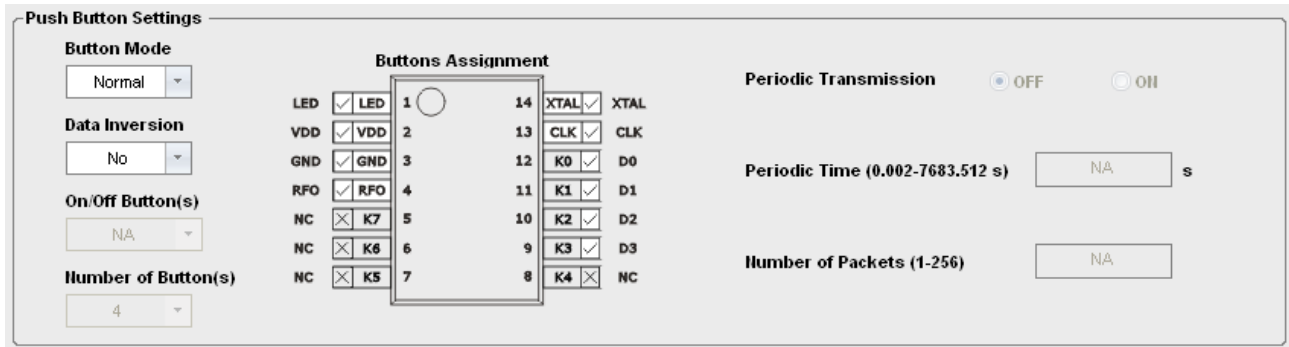 Push Button Settings
Button Mode
Normal
Data Inversion
No
On/Off Button(s)
NA
Number of Button(s)
4
Buttons Assignment
LED LED 1 14 XTAL XTAL
VDD VDD 2 13 CLK CLK
GND GND 3 12 K0 D0
RFO RFO 4 11 K1 D1
NC K7 5 10 K2 D2
NC K6 6 9 K3 D3
NC K5 7 8 K4 NC
Periodic Transmission OFF ON
Periodic Time (0.002-7683.512 s) NA s
Number of Packets (1-256) NA